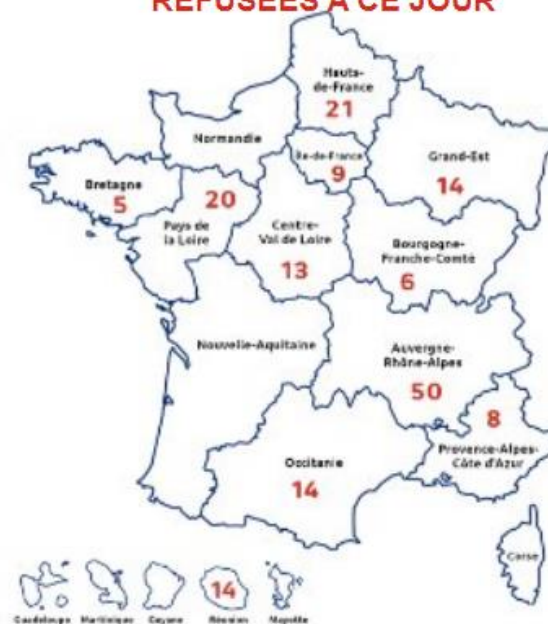 REFUSÉES À CE JOUR
Hauts-
de-France
21
Normandie
Île-de-France
9
Grand-Est
14
Bretagne
5
20
Pays de
la Loire
Centre-
Val de Loire
13
Bourgogne-
Franche-Comté
6
Nouvelle-Aquitaine
Auvergne-
Rhône-Alpes
50
8
Provence-Alpes-
Côte d'Azur
Occitanie
14
Corse
14
Guadeloupe Martinique Guyane Réunion Mayotte